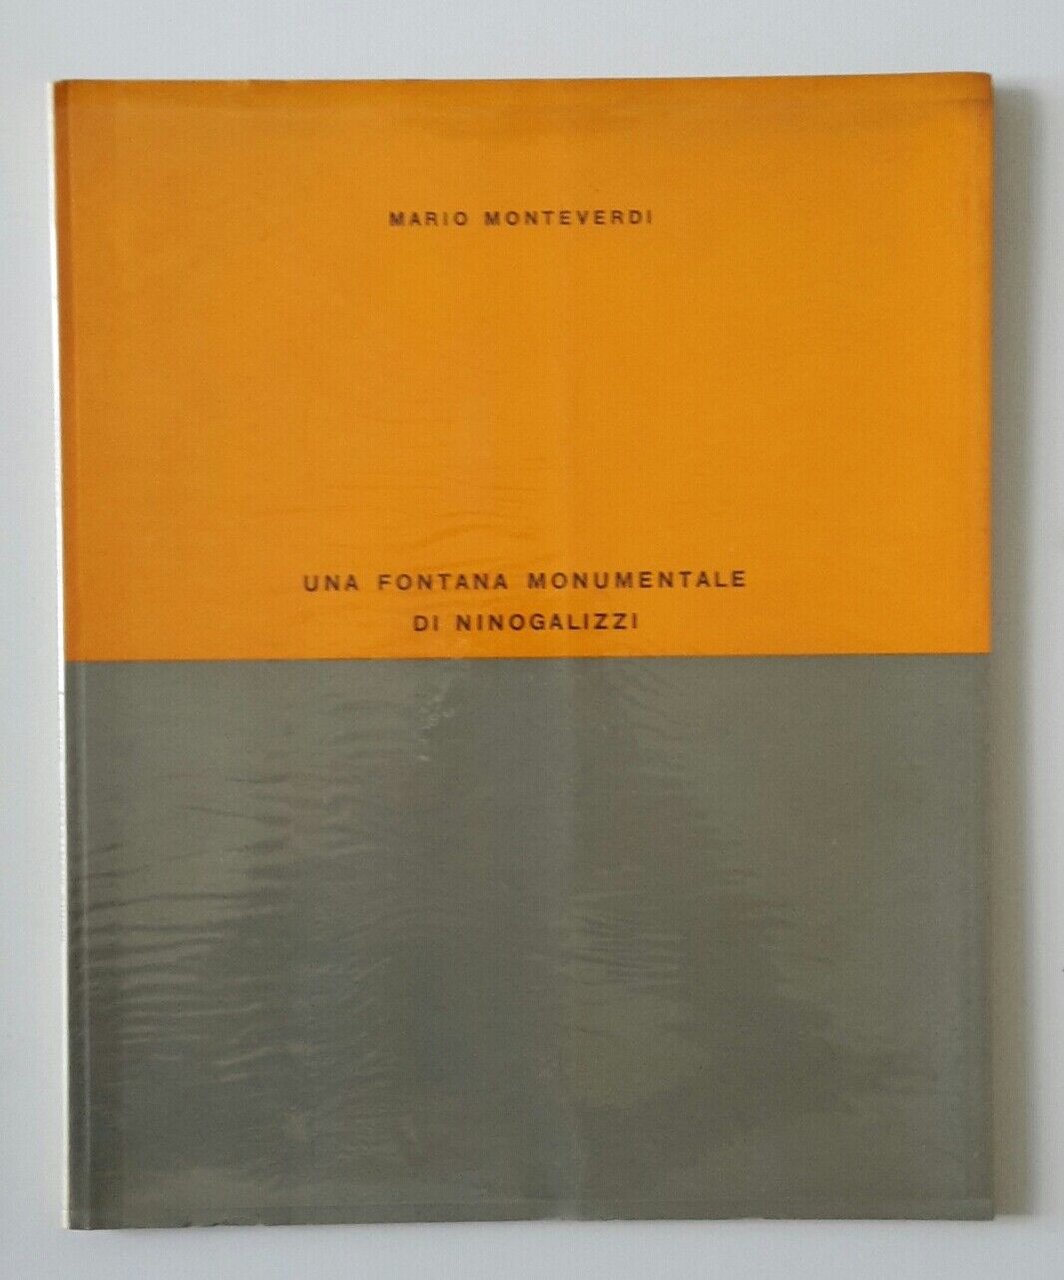 MARIO MONTEVERDI
UNA FONTANA MONUMENTALE
DI NINOGALIZZI